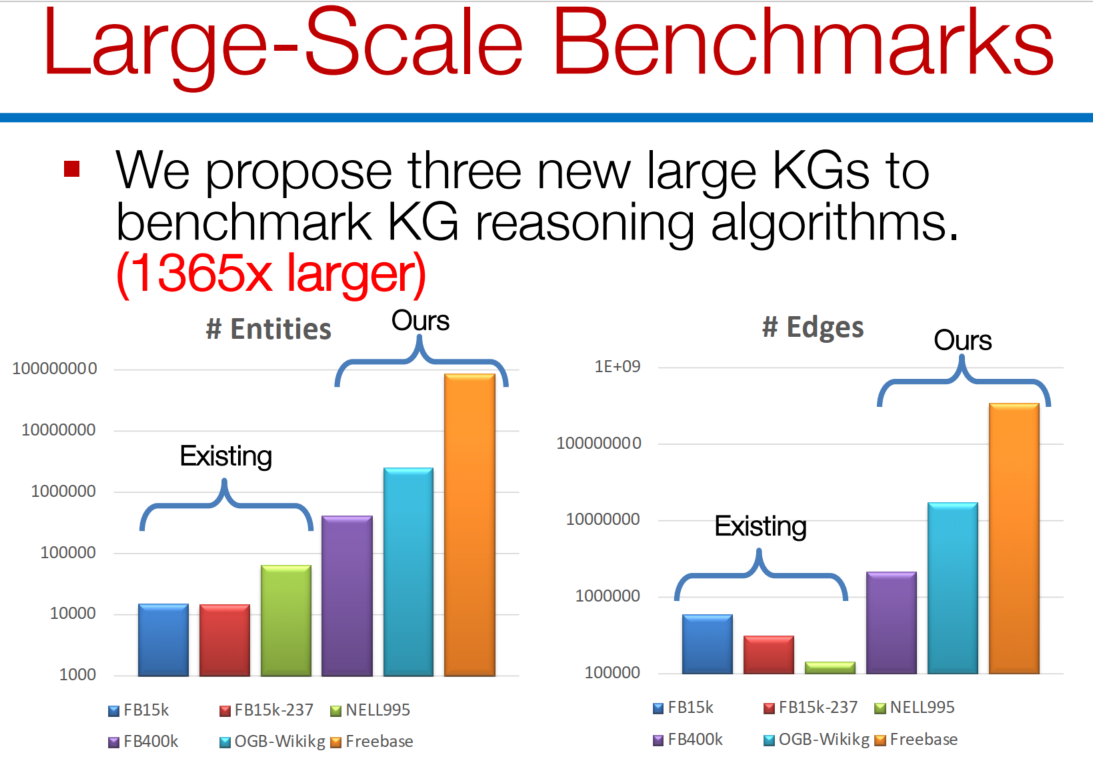 Large-Scale Benchmarks
▪ We propose three new large KGs to
benchmark KG reasoning algorithms.
(1365x larger)
# Entities
Ours
Existing
100000000
10000000
1000000
100000
10000
1000
FB15k FB15k-237 NELL995
FB400k OGB-Wikikg Freebase
# Edges
Ours
Existing
1E+09
100000000
10000000
1000000
100000
FB15k FB15k-237 NELL995
FB400k OGB-Wikikg Freebase